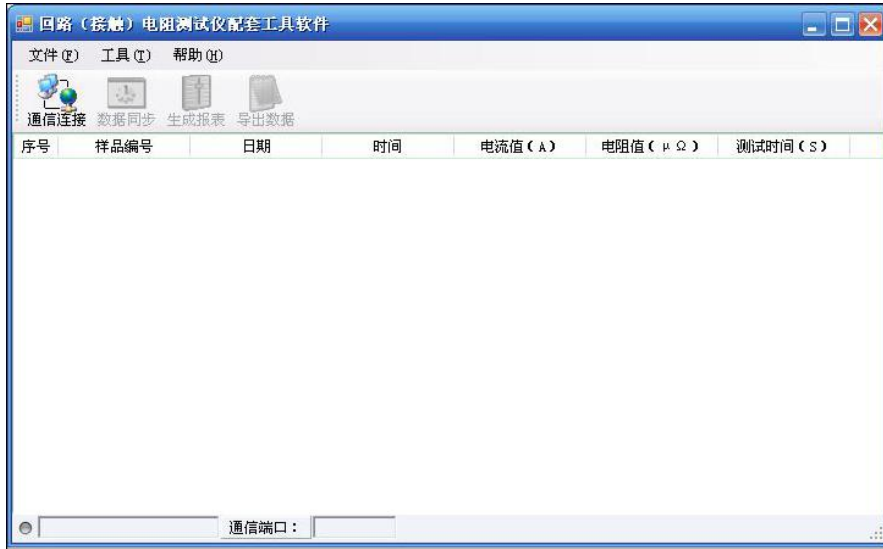 回路（接触）电阻测试仪配套工具软件
文件(F) 工具(T) 帮助(H)
通信连接 数据同步 生成报表 导出数据
序号 样品编号 日期 时间 电流值(A) 电阻值(μΩ) 测试时间(S)
通信端口：